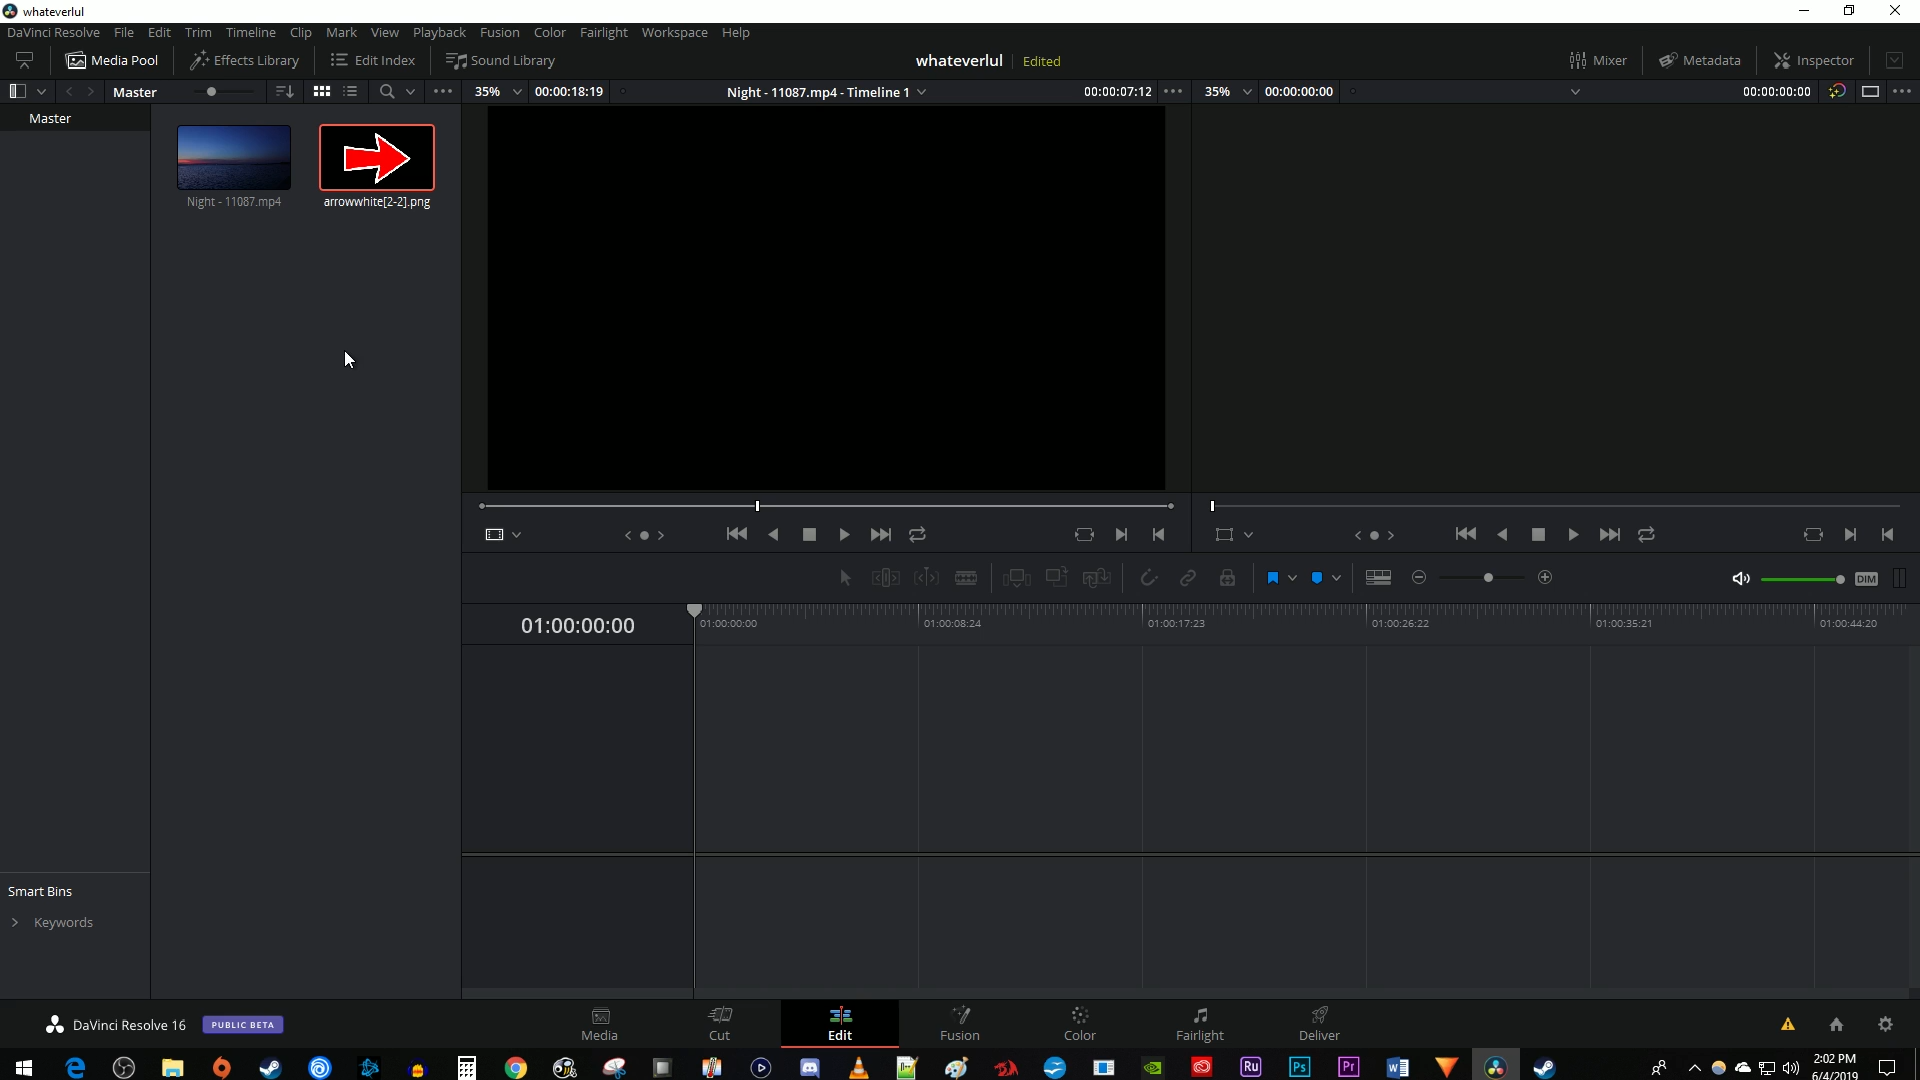 whateverlul
DaVinci Resolve File Edit Trim Timeline Clip Mark View Playback Fusion Color Fairlight Workspace Help
Media Pool Effects Library Edit Index Sound Library whateverlul Edited Mixer Metadata Inspector
Master 35% 00:00:18:19 Night - 11087.mp4 - Timeline 1 00:00:07:12 35% 00:00:00:00 00:00:00:00
Master
Night - 11087.mp4 arrowwhite[2-2].png
DIM
01:00:00:00 01:00:00:00 01:00:08:24 01:00:17:23 01:00:26:22 01:00:35:21 01:00:44:20
Smart Bins
Keywords
DaVinci Resolve 16 PUBLIC BETA Media Cut Edit Fusion Color Fairlight Deliver
Ru Ps Pr 2:02 PM
6/4/2019